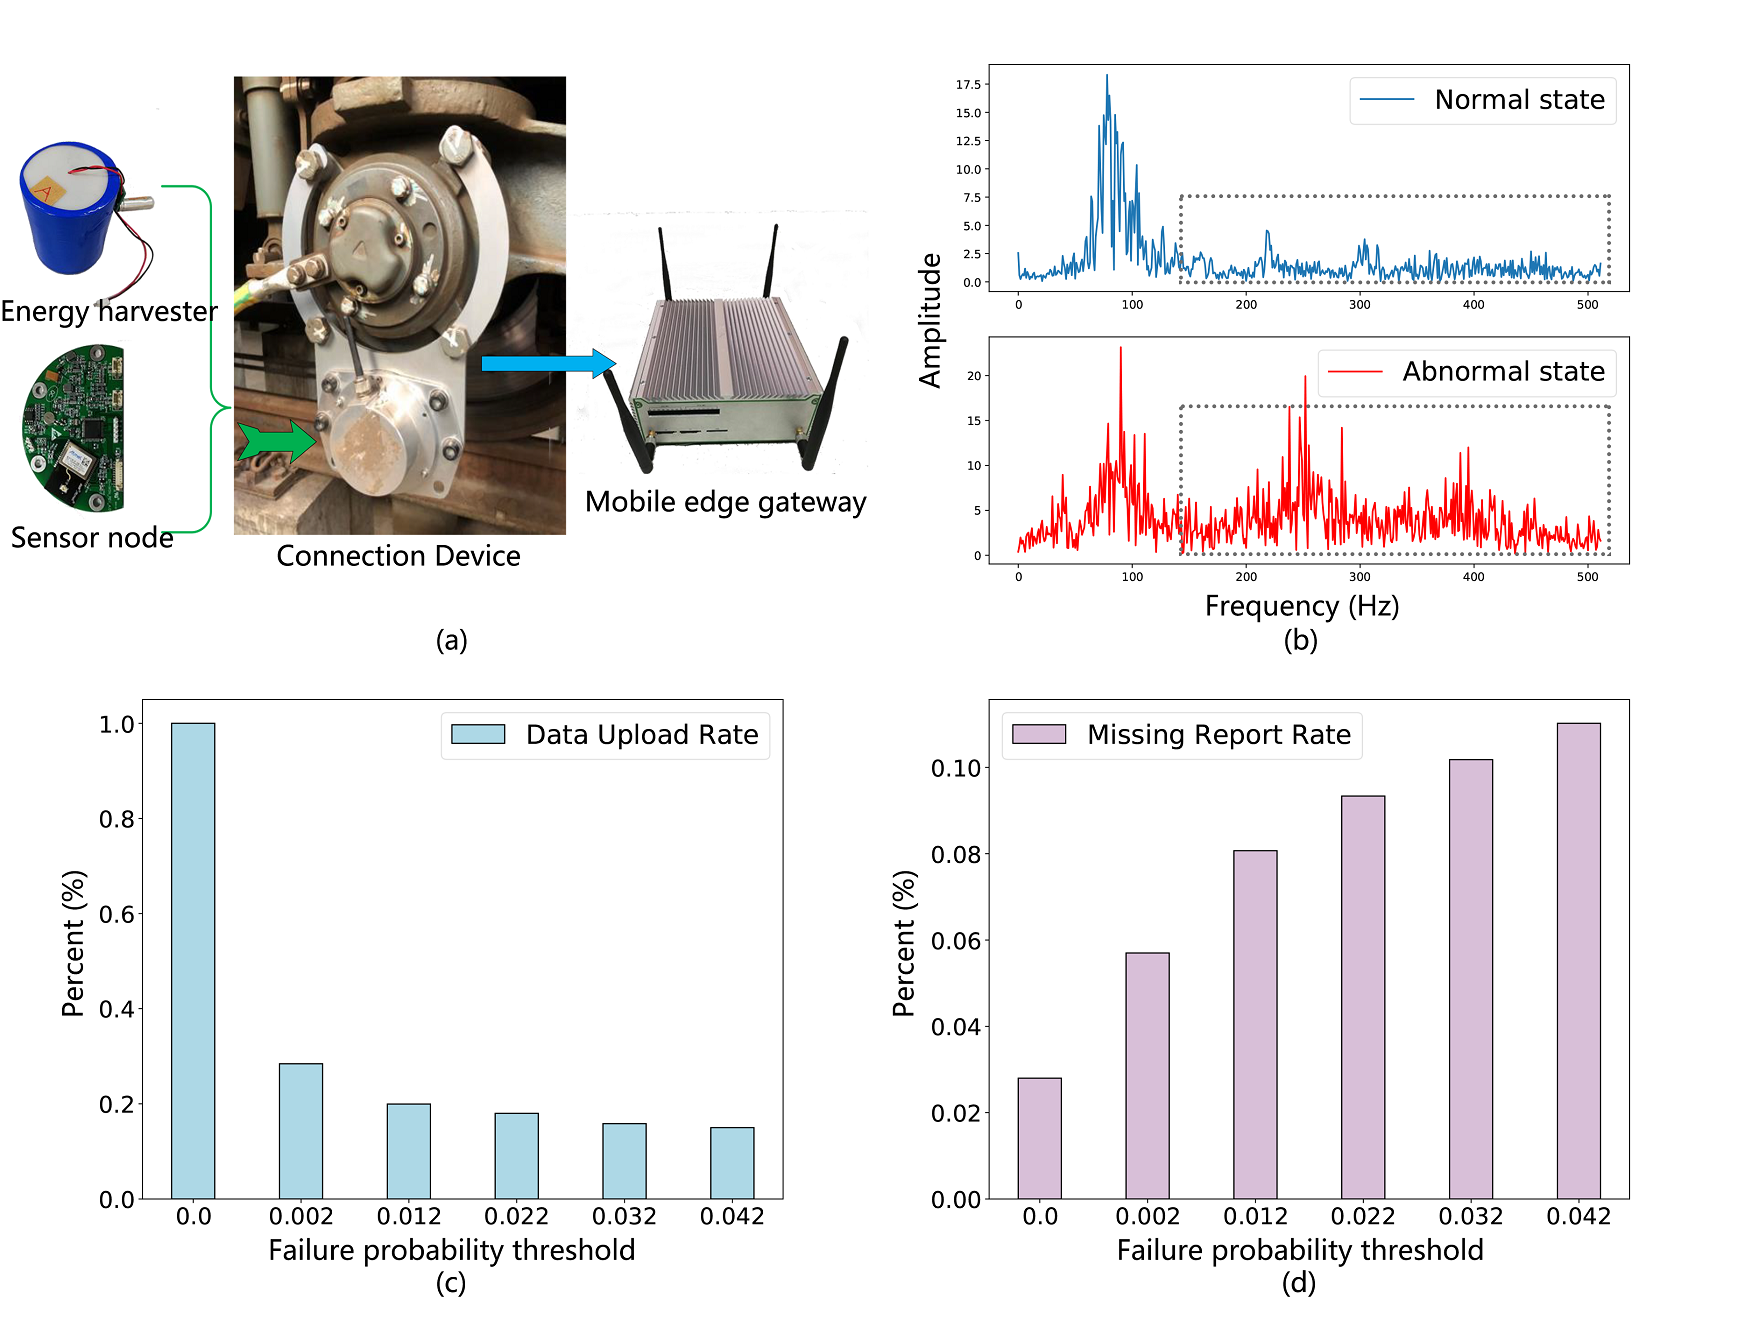 Energy harvester
Sensor node
Connection Device
Mobile edge gateway
(a)
Normal state
17.5
15.0
12.5
10.0
7.5
5.0
2.5
0.0
0 100 200 300 400 500
Amplitude
Abnormal state
20
15
10
5
0
0 100 200 300 400 500
Frequency (Hz)
(b)
Data Upload Rate
1.0
0.8
0.6
0.4
0.2
0.0
Percent (%)
0.0 0.002 0.012 0.022 0.032 0.042
Failure probability threshold
(c)
Missing Report Rate
0.10
0.08
0.06
0.04
0.02
0.00
Percent (%)
0.0 0.002 0.012 0.022 0.032 0.042
Failure probability threshold
(d)